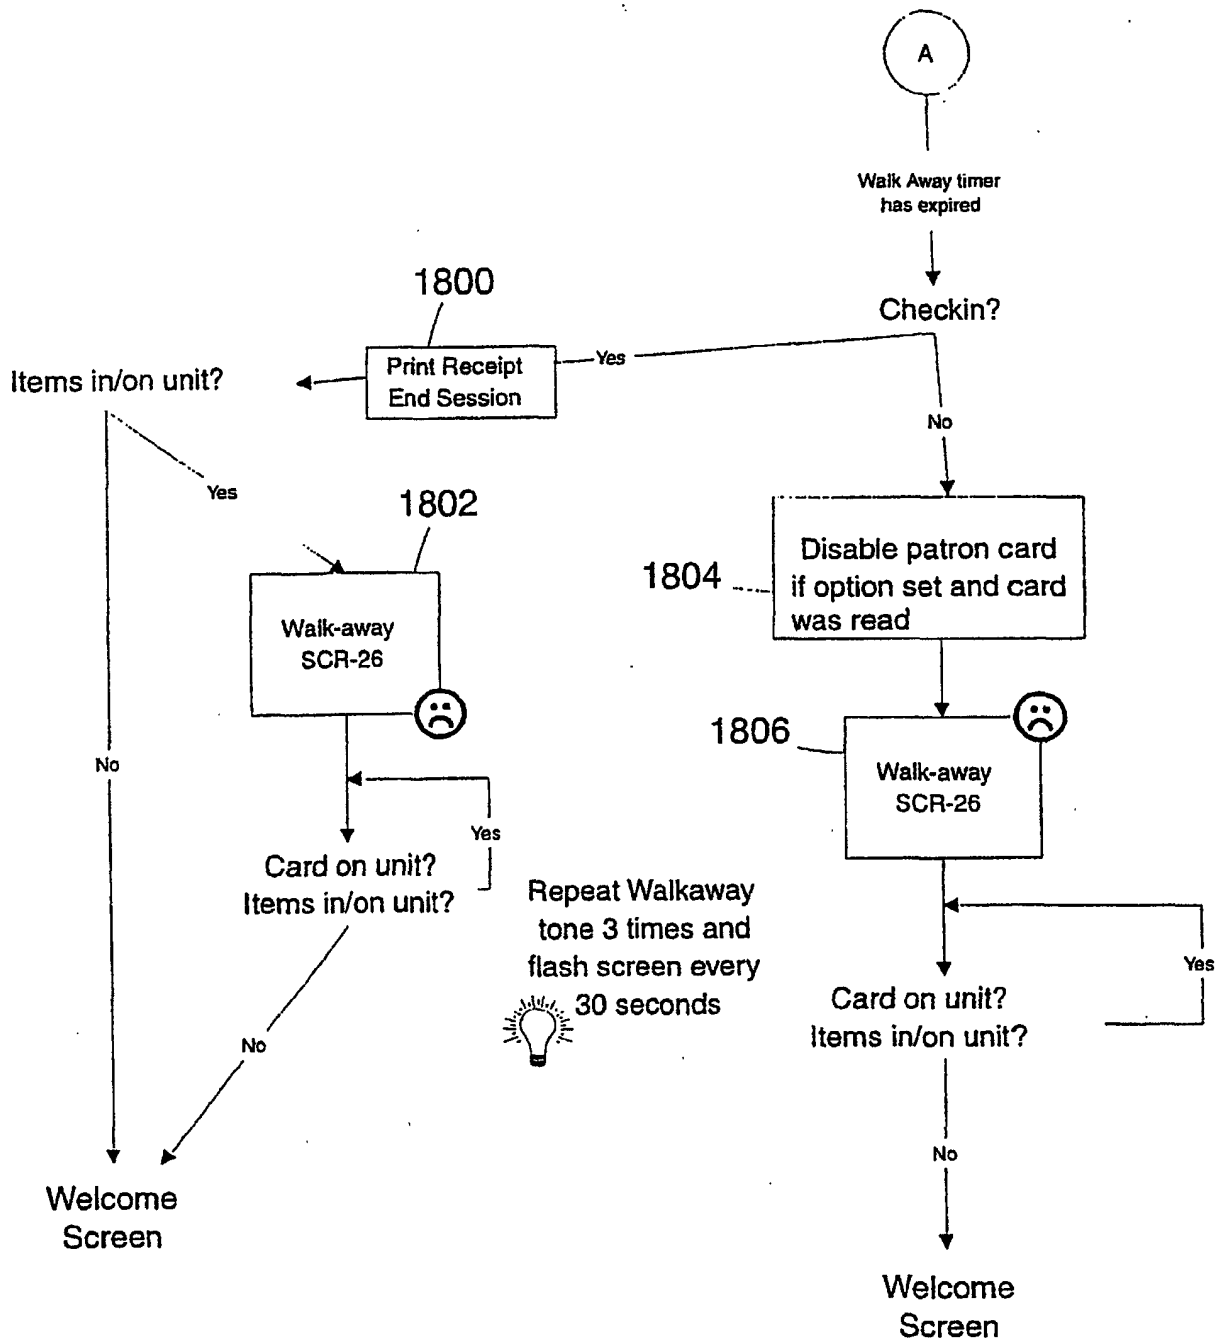 A
Walk Away timer
has expired
Checkin?
1800
Yes
Print Receipt
End Session
Items in/on unit?
No
Yes
1802
Disable patron card
if option set and card
was read
1804
Walk-away
SCR-26
1806
Walk-away
SCR-26
No
Yes
Card on unit?
Items in/on unit?
Repeat Walkaway
tone 3 times and
flash screen every
30 seconds
Yes
Card on unit?
Items in/on unit?
No
No
Welcome
Screen
Welcome
Screen